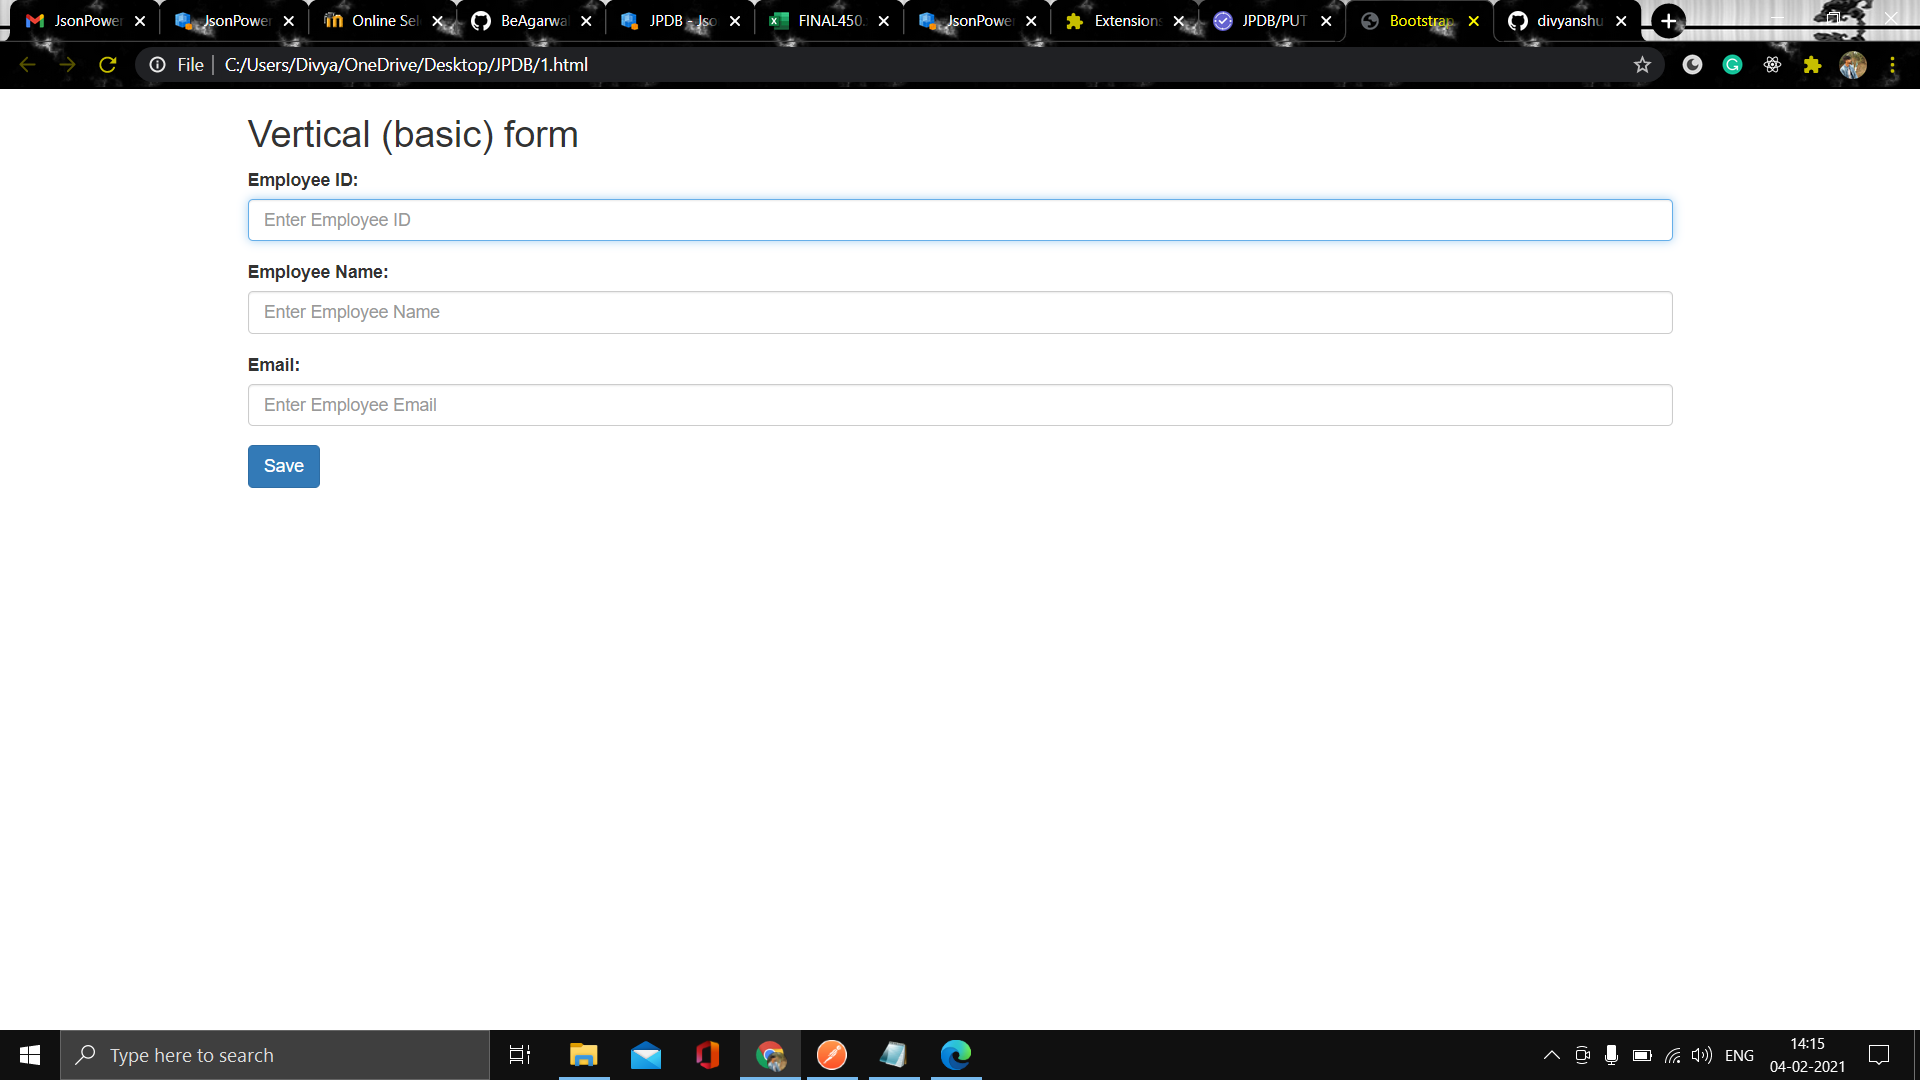 JsonPower
JsonPower
Online Sel
BeAgarwal
JPDB - Jso
FINAL450.
JsonPower
Extensions
JPDB/PUT
Bootstrap
divyanshu
File
C:/Users/Divya/OneDrive/Desktop/JPDB/1.html
Vertical (basic) form
Employee ID:
Enter Employee ID
Employee Name:
Enter Employee Name
Email:
Enter Employee Email
Save
Type here to search
ENG
14:15
04-02-2021